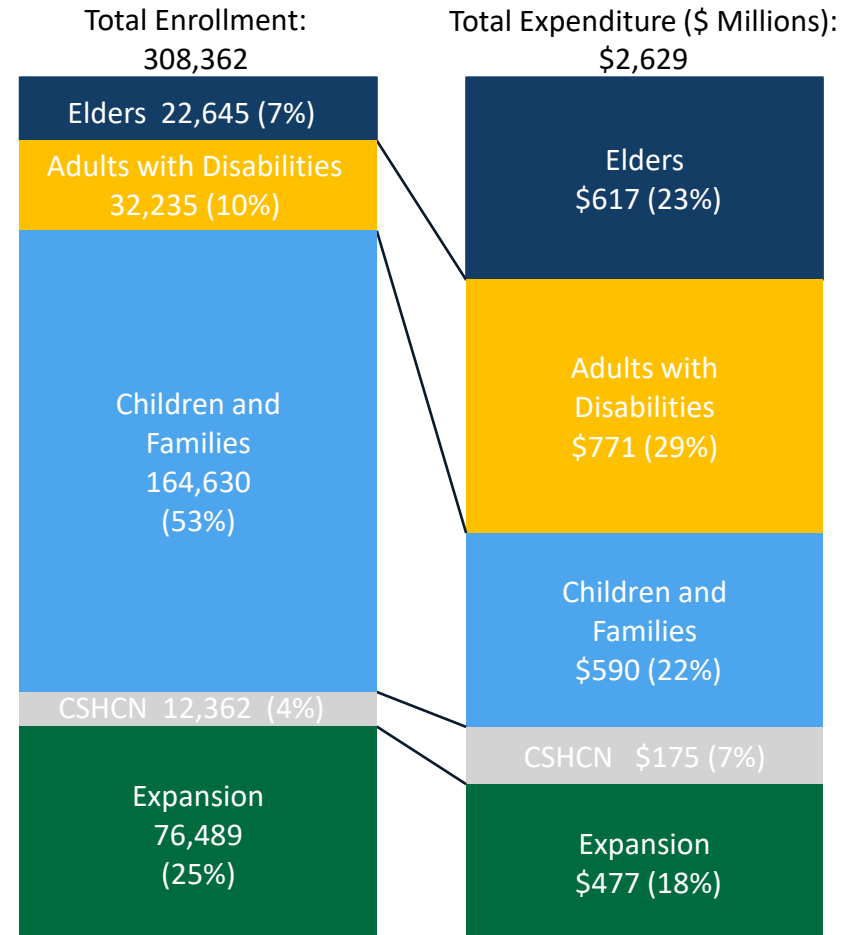 Total Enrollment:
308,362
Elders 22,645 (7%)
Adults with Disabilities
32,235 (10%)
Children and
Families
164,630
(53%)
CSHCN 12,362 (4%)
Expansion
76,489
(25%)
Total Expenditure ($ Millions):
$2,629
Elders
$617 (23%)
Adults with
Disabilities
$771 (29%)
Children and
Families
$590 (22%)
CSHCN $175 (7%)
Expansion
$477 (18%)